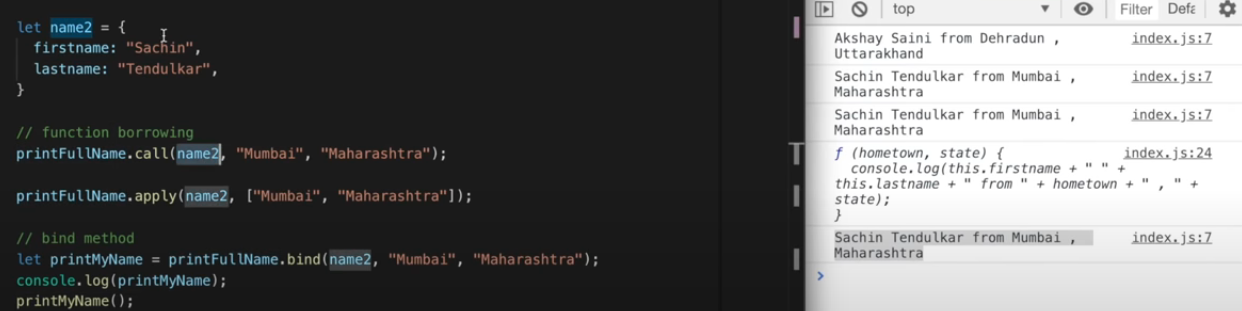 let name2 = {
firstname: "Sachin",
lastname: "Tendulkar",
}
// function borrowing
printFullName.call(name2, "Mumbai", "Maharashtra");
printFullName.apply(name2, ["Mumbai", "Maharashtra"]);
// bind method
let printMyName = printFullName.bind(name2, "Mumbai", "Maharashtra");
console.log(printMyName);
printMyName();
top
Filter
Defa
Akshay Saini from Dehradun , index.js:7
Uttarakhand
Sachin Tendulkar from Mumbai , index.js:7
Maharashtra
Sachin Tendulkar from Mumbai , index.js:7
Maharashtra
ƒ (hometown, state) { index.js:24
console.log(this.firstname + " " +
this.lastname + " from " + hometown + " , " +
state);
}
Sachin Tendulkar from Mumbai , index.js:7
Maharashtra